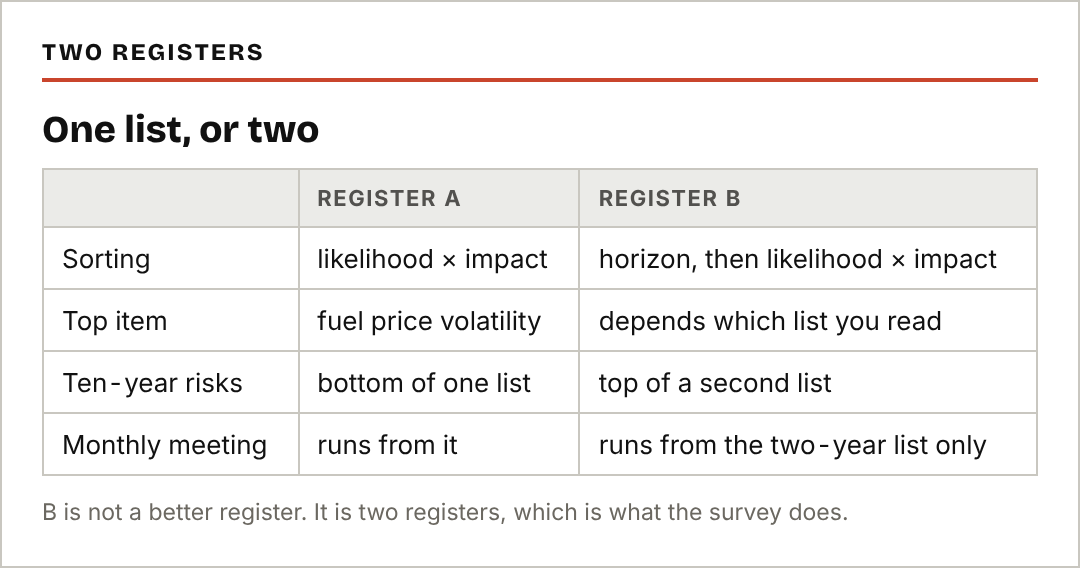 TWO REGISTERS
One list, or two
REGISTER A REGISTER B
Sorting likelihood × impact horizon, then likelihood × impact
Top item fuel price volatility depends which list you read
Ten-year risks bottom of one list top of a second list
Monthly meeting runs from it runs from the two-year list only
B is not a better register. It is two registers, which is what the survey does.